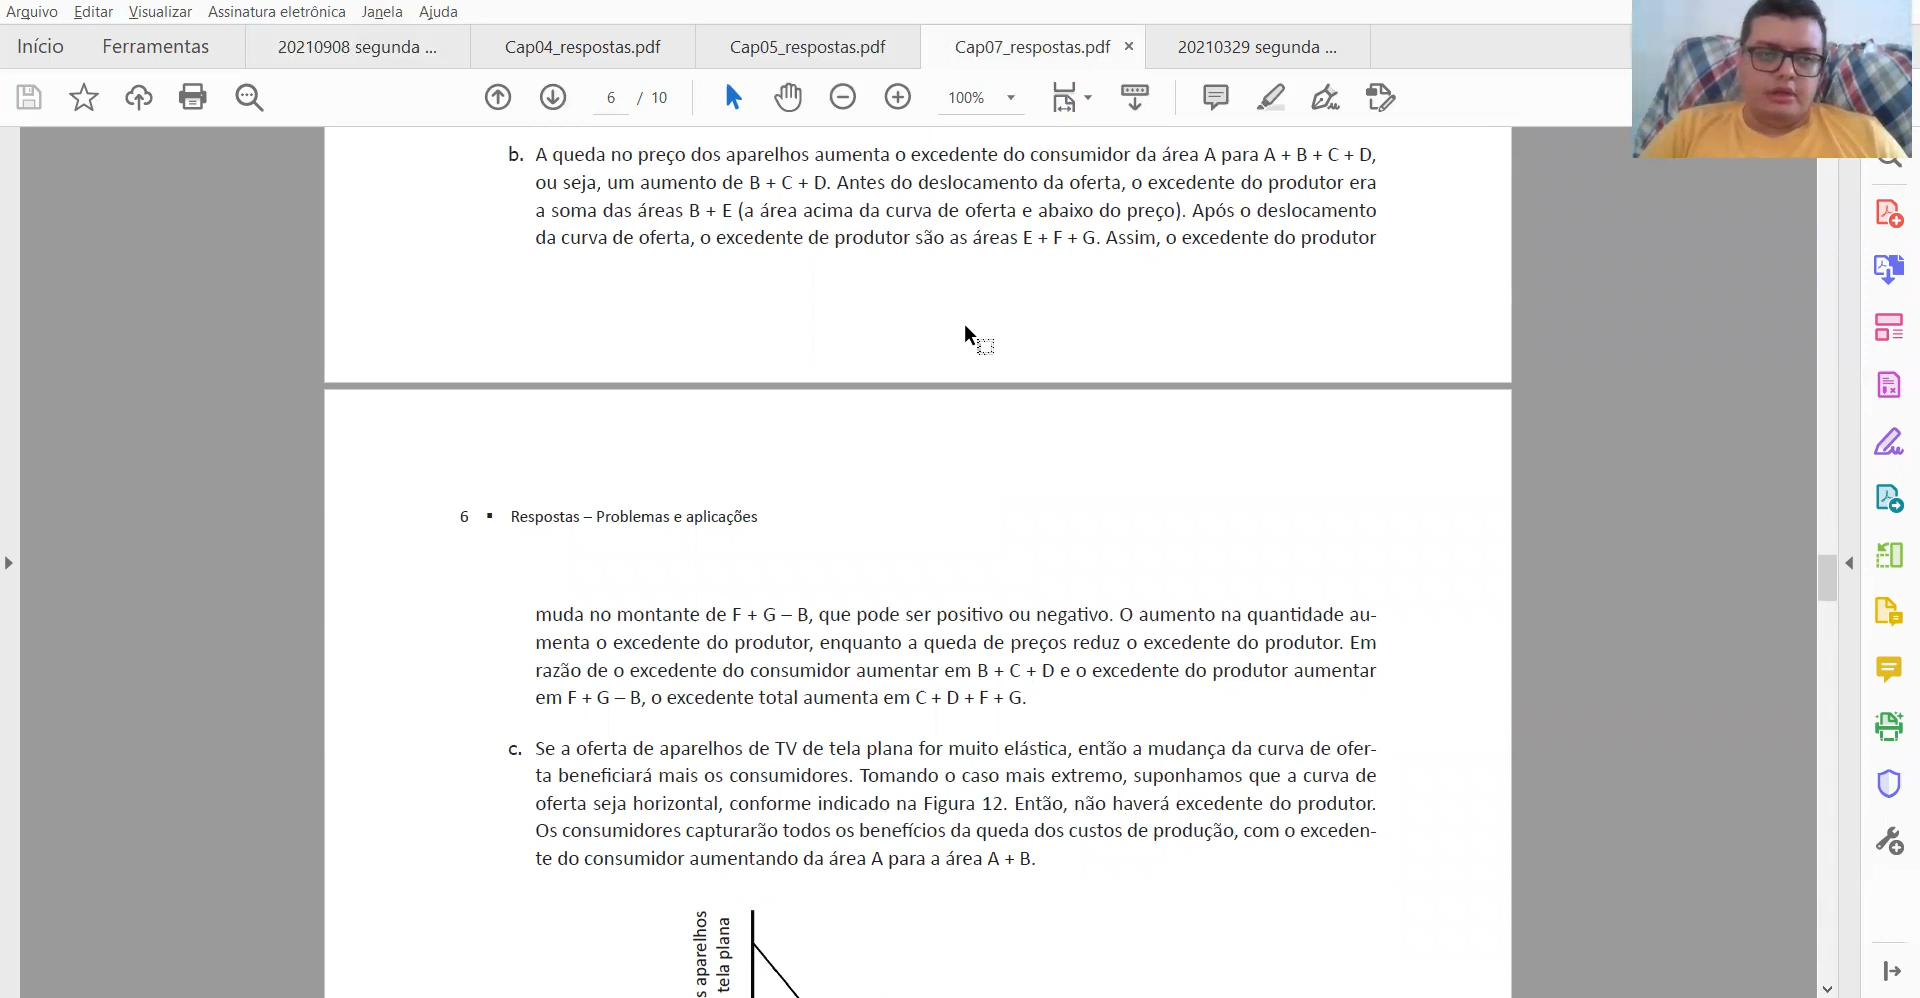 Arquivo Editar Visualizar Assinatura eletrônica Janela Ajuda
Início Ferramentas 20210908 segunda ... Cap04_respostas.pdf Cap05_respostas.pdf Cap07_respostas.pdf × 20210329 segunda ...
6 / 10 100%
b. A queda no preço dos aparelhos aumenta o excedente do consumidor da área A para A + B + C + D,
ou seja, um aumento de B + C + D. Antes do deslocamento da oferta, o excedente do produtor era
a soma das áreas B + E (a área acima da curva de oferta e abaixo do preço). Após o deslocamento
da curva de oferta, o excedente de produtor são as áreas E + F + G. Assim, o excedente do produtor
6 ▪ Respostas – Problemas e aplicações
muda no montante de F + G – B, que pode ser positivo ou negativo. O aumento na quantidade au-
menta o excedente do produtor, enquanto a queda de preços reduz o excedente do produtor. Em
razão de o excedente do consumidor aumentar em B + C + D e o excedente do produtor aumentar
em F + G – B, o excedente total aumenta em C + D + F + G.
c. Se a oferta de aparelhos de TV de tela plana for muito elástica, então a mudança da curva de ofer-
ta beneficiará mais os consumidores. Tomando o caso mais extremo, suponhamos que a curva de
oferta seja horizontal, conforme indicado na Figura 12. Então, não haverá excedente do produtor.
Os consumidores capturarão todos os benefícios da queda dos custos de produção, com o exceden-
te do consumidor aumentando da área A para a área A + B.
s aparelhos
tela plana